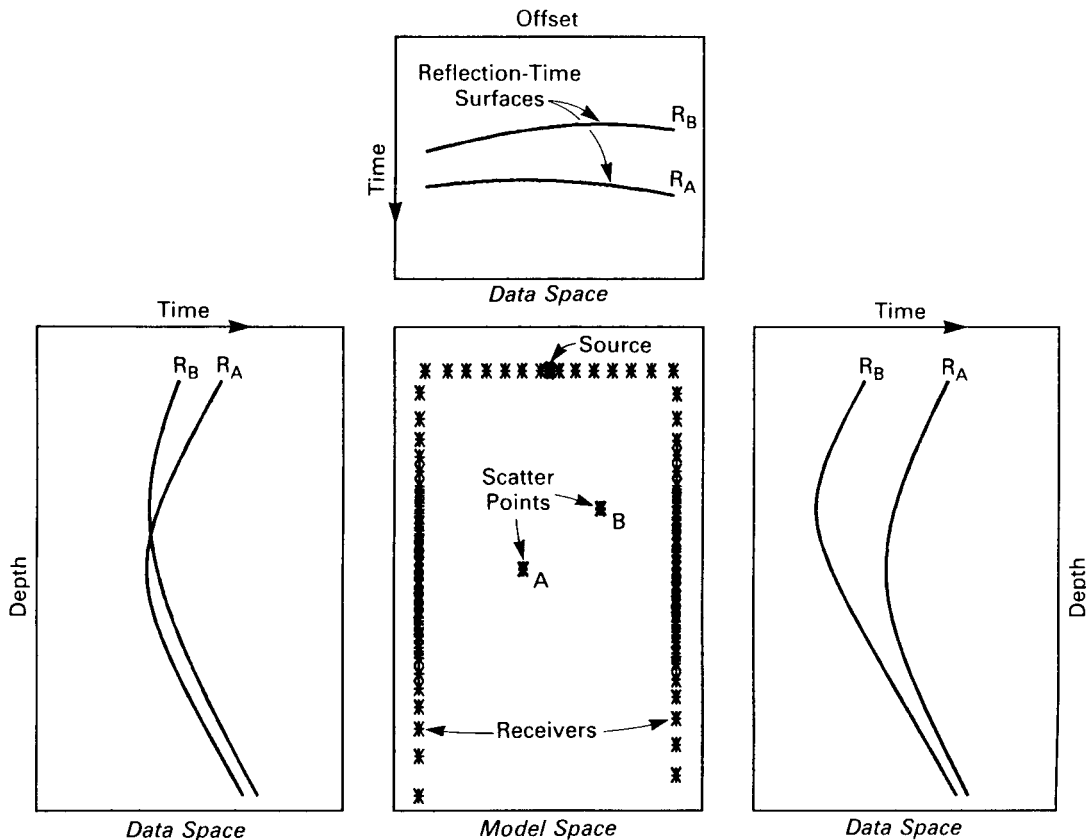 Offset
Reflection-Time
Surfaces
R_B
R_A
Time
Data Space
Time
R_B R_A
Depth
Data Space
Source
Scatter
Points
B
A
Receivers
Model Space
Time
R_B R_A
Depth
Data Space